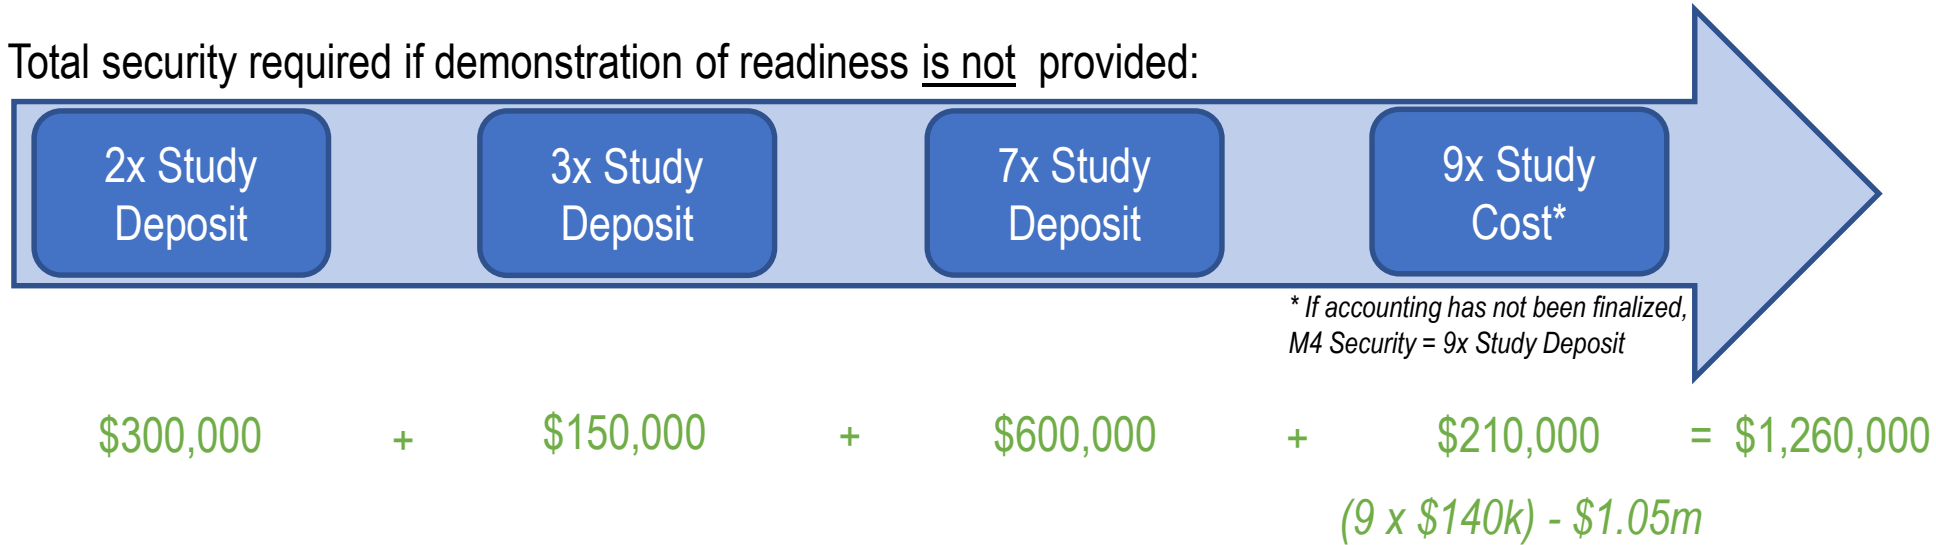 Total security required if demonstration of readiness is not provided:
2x Study
Deposit
3x Study
Deposit
7x Study
Deposit
9x Study
Cost*
* If accounting has not been finalized,
M4 Security = 9x Study Deposit
$300,000 + $150,000 + $600,000 + $210,000 = $1,260,000
(9 x $140k) - $1.05m